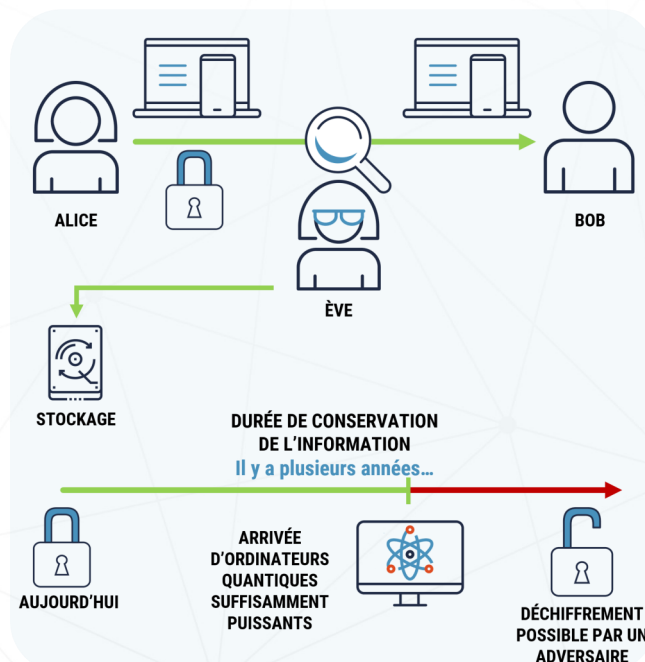 ALICE
BOB
ÈVE
STOCKAGE
DURÉE DE CONSERVATION
DE L'INFORMATION
Il y a plusieurs années…
AUJOURD'HUI
ARRIVÉE
D'ORDINATEURS
QUANTIQUES
SUFFISAMMENT
PUISSANTS
DÉCHIFFREMENT
POSSIBLE PAR UN
ADVERSAIRE